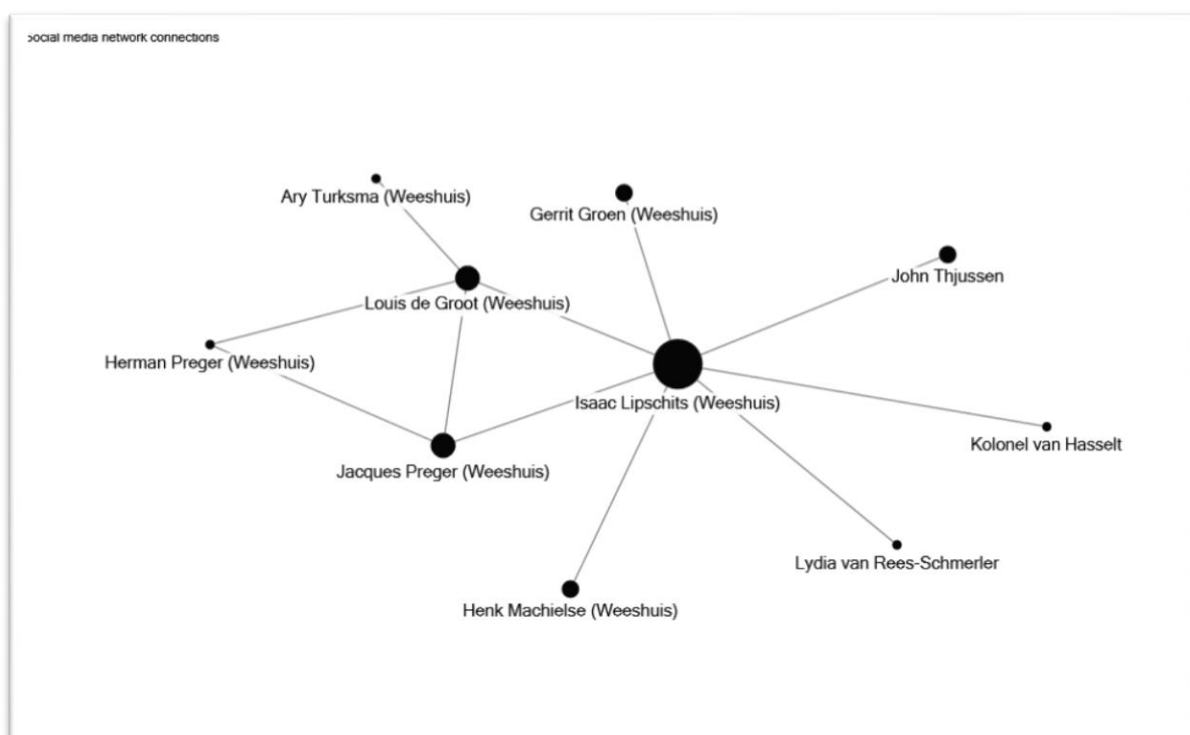 social media network connections
Ary Turksma (Weeshuis)
Gerrit Groen (Weeshuis)
John Thjussen
Louis de Groot (Weeshuis)
Herman Preger (Weeshuis)
Isaac Lipschits (Weeshuis)
Kolonel van Hasselt
Jacques Preger (Weeshuis)
Lydia van Rees-Schmerler
Henk Machielse (Weeshuis)